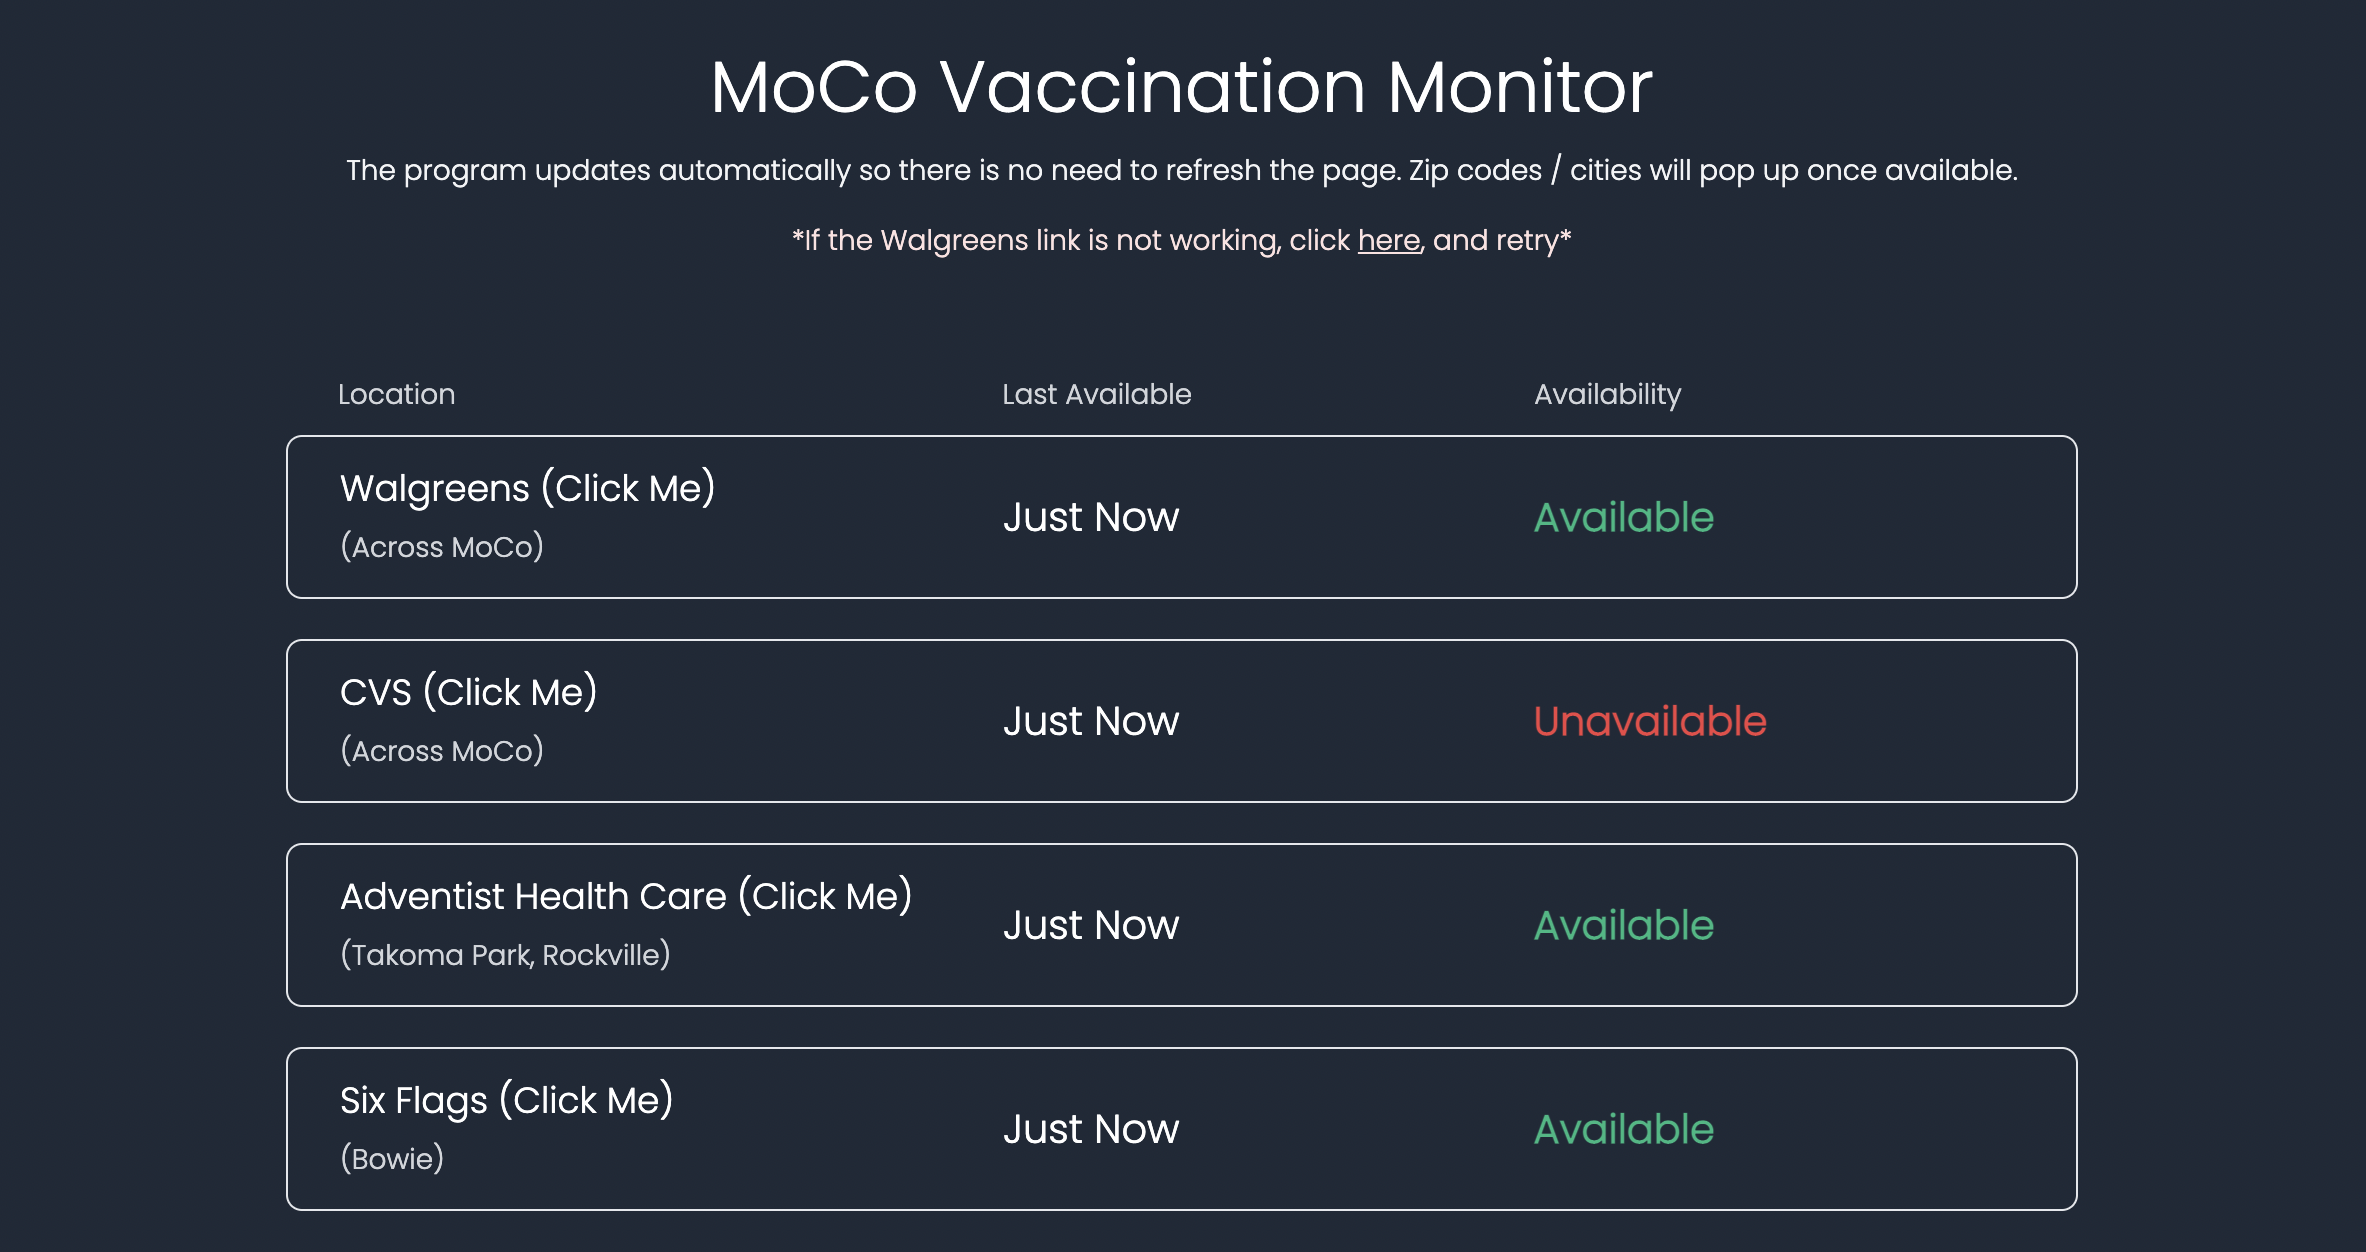 MoCo Vaccination Monitor
The program updates automatically so there is no need to refresh the page. Zip codes / cities will pop up once available.
*If the Walgreens link is not working, click here, and retry*
Location Last Available Availability
Walgreens (Click Me)
(Across MoCo)
Just Now
Available
CVS (Click Me)
(Across MoCo)
Just Now
Unavailable
Adventist Health Care (Click Me)
(Takoma Park, Rockville)
Just Now
Available
Six Flags (Click Me)
(Bowie)
Just Now
Available